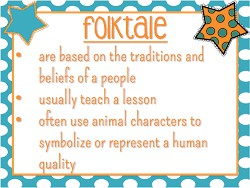 folktale
• are based on the traditions and
beliefs of a people
• usually teach a lesson
• often use animal characters to
symbolize or represent a human
quality